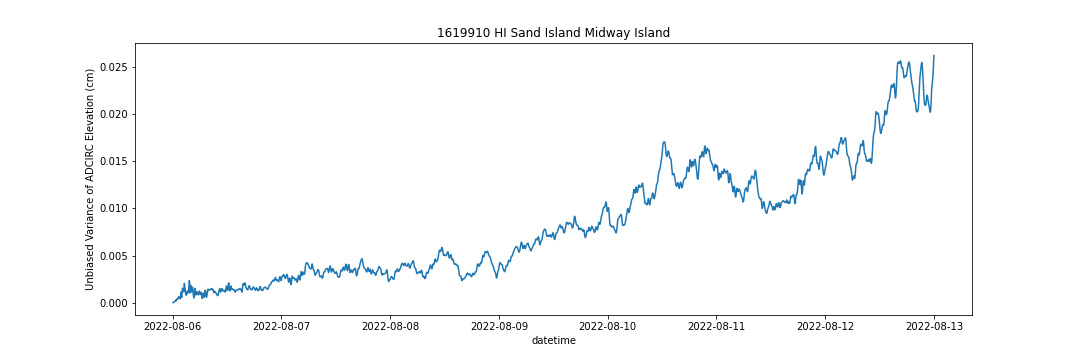 1619910 HI Sand Island Midway Island
Unbiased Variance of ADCIRC Elevation (cm)
0.025
0.020
0.015
0.010
0.005
0.000
2022-08-06 2022-08-07 2022-08-08 2022-08-09 2022-08-10 2022-08-11 2022-08-12 2022-08-13
datetime